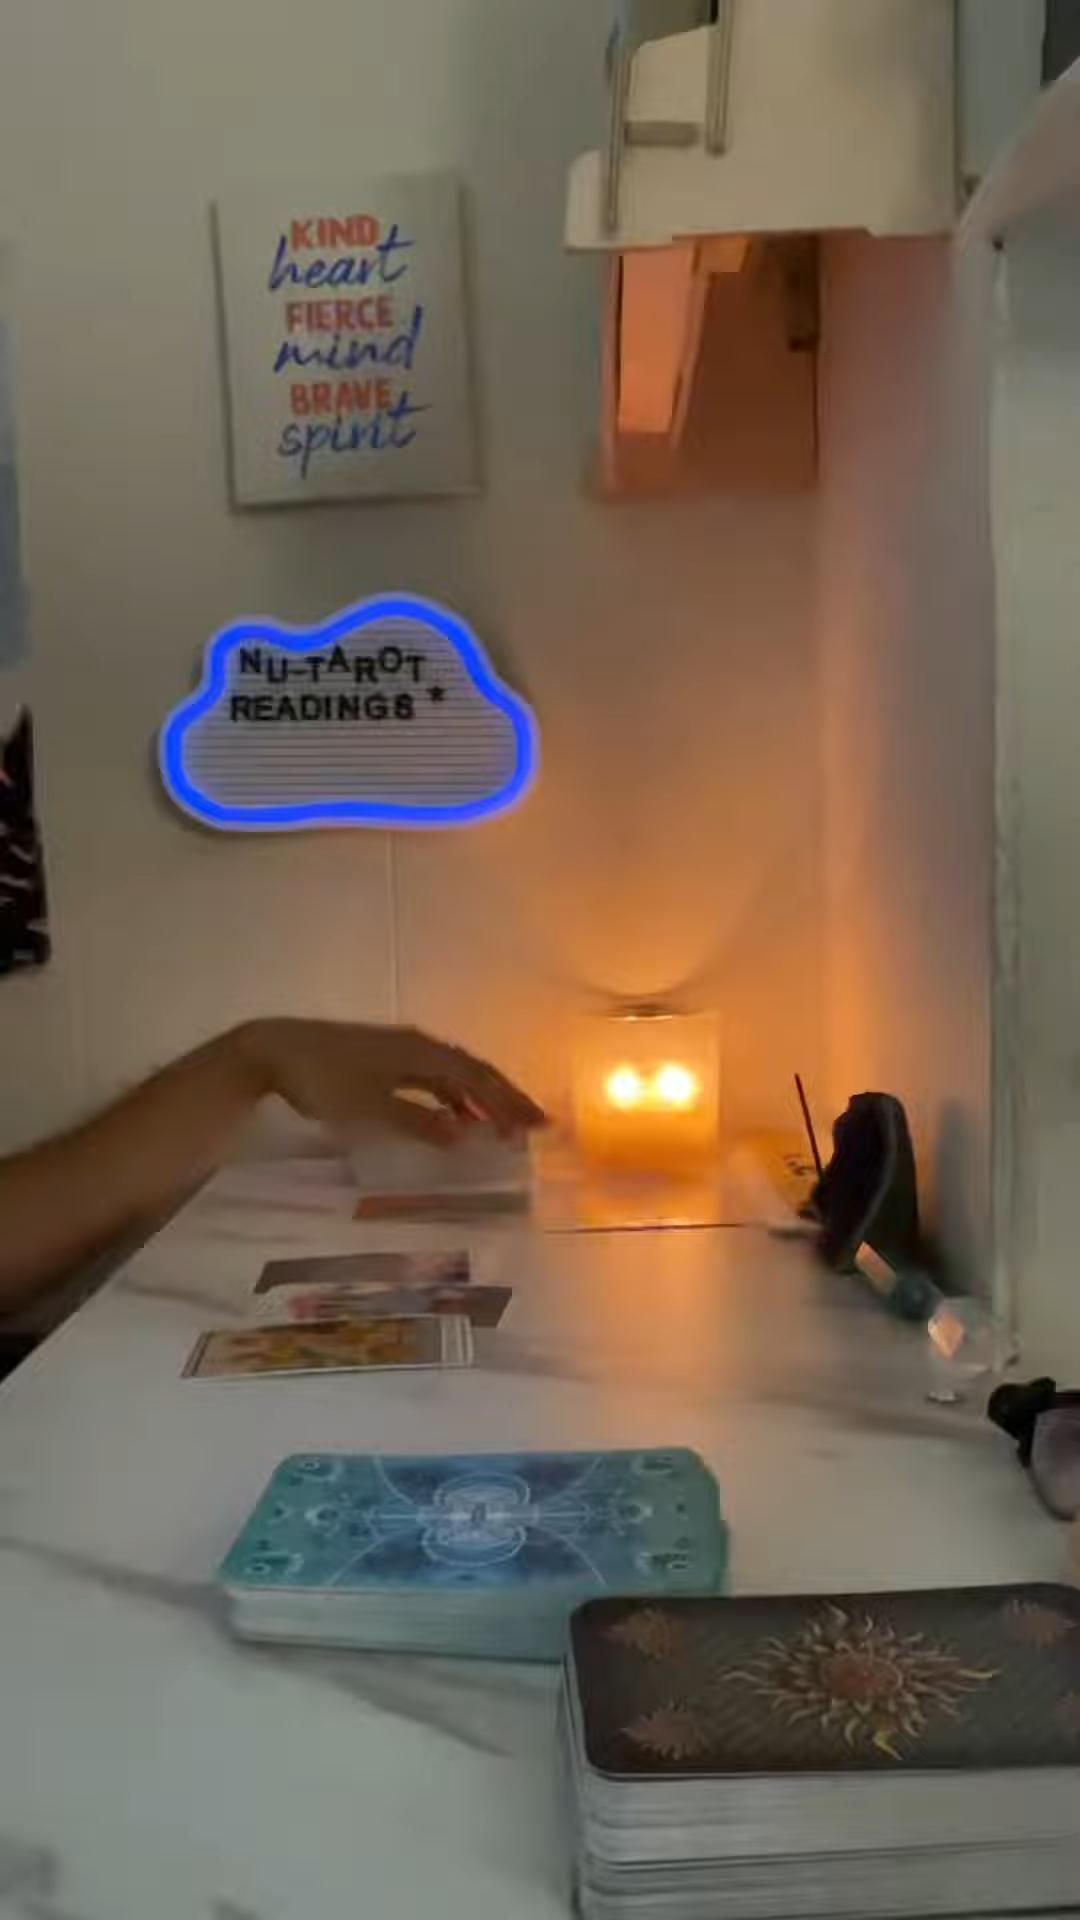 KIND
heart
FIERCE
mind
BRAVE
spirit
NU-TAROT
READINGS *